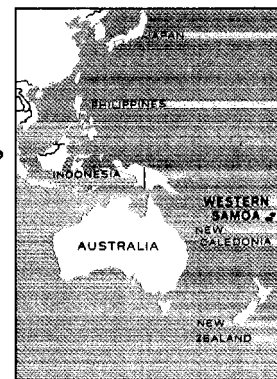 JAPAN
PHILIPPINES
INDONESIA
WESTERN
SAMOA
NEW
CALEDONIA
AUSTRALIA
NEW
ZEALAND